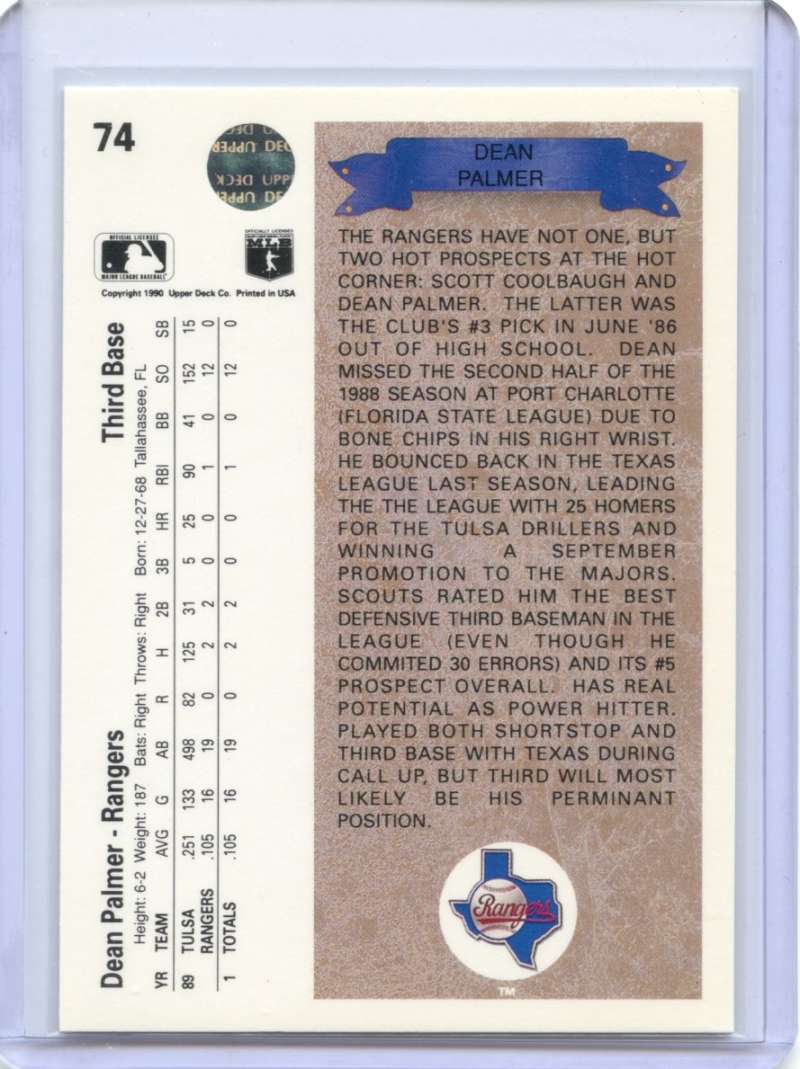 74
UPPER DECK
OFFICIAL LICENSEE
MAJOR LEAGUE BASEBALL
OFFICIALLY LICENSED
MLB
Copyright 1990 Upper Deck Co. Printed in USA
Dean Palmer - Rangers Third Base
Height: 6-2 Weight: 187 Bats: Right Throws: Right Born: 12-27-68 Tallahassee, FL
YR TEAM AVG G AB R H 2B 3B HR RBI BB SO SB
89 TULSA .251 133 498 82 125 31 5 25 90 41 152 15
RANGERS .105 16 19 0 2 2 0 0 1 0 12 0
1 TOTALS .105 16 19 0 2 2 0 0 1 0 12 0
DEAN
PALMER
THE RANGERS HAVE NOT ONE, BUT
TWO HOT PROSPECTS AT THE HOT
CORNER: SCOTT COOLBAUGH AND
DEAN PALMER. THE LATTER WAS
THE CLUB'S #3 PICK IN JUNE '86
OUT OF HIGH SCHOOL. DEAN
MISSED THE SECOND HALF OF THE
1988 SEASON AT PORT CHARLOTTE
(FLORIDA STATE LEAGUE) DUE TO
BONE CHIPS IN HIS RIGHT WRIST.
HE BOUNCED BACK IN THE TEXAS
LEAGUE LAST SEASON, LEADING
THE THE LEAGUE WITH 25 HOMERS
FOR THE TULSA DRILLERS AND
WINNING A SEPTEMBER
PROMOTION TO THE MAJORS.
SCOUTS RATED HIM THE BEST
DEFENSIVE THIRD BASEMAN IN THE
LEAGUE (EVEN THOUGH HE
COMMITED 30 ERRORS) AND ITS #5
PROSPECT OVERALL. HAS REAL
POTENTIAL AS POWER HITTER.
PLAYED BOTH SHORTSTOP AND
THIRD BASE WITH TEXAS DURING
CALL UP, BUT THIRD WILL MOST
LIKELY BE HIS PERMINANT
POSITION.
Rangers
TM